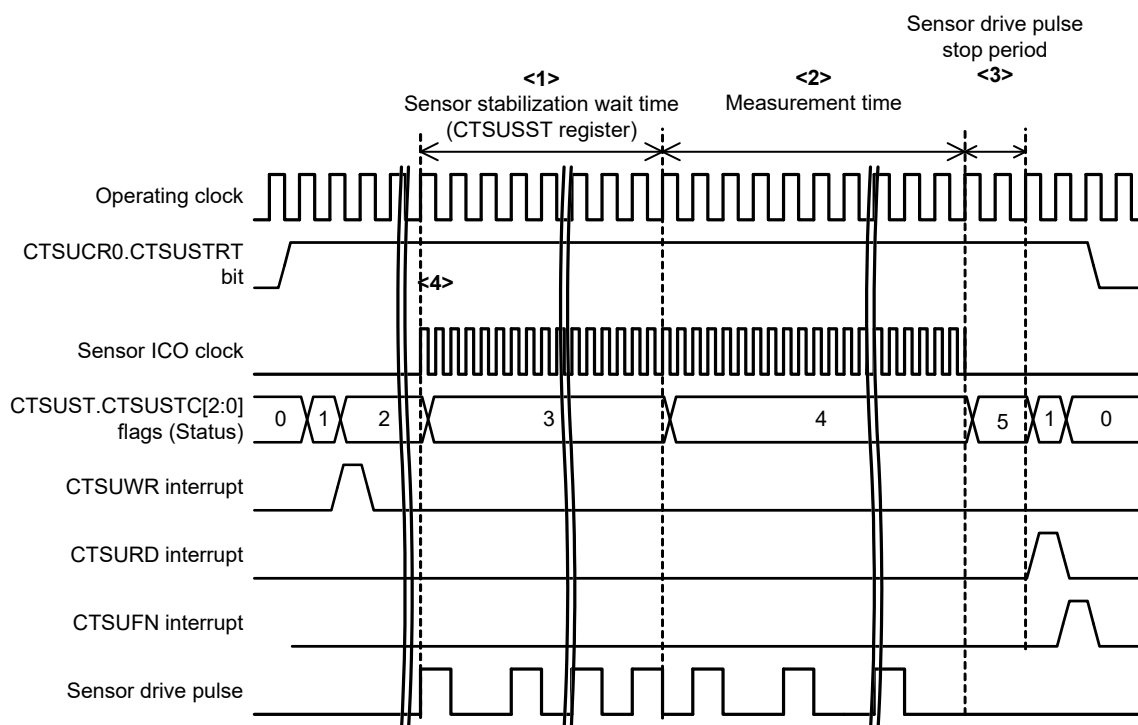 Sensor drive pulse
stop period
<1>
<2>
<3>
Sensor stabilization wait time
(CTSUSST register)
Measurement time
Operating clock
CTSUCR0.CTSUSTRT
bit
<4>
Sensor ICO clock
CTSUST.CTSUSTC[2:0]
flags (Status)
0 1 2 3 4 5 1 0
CTSUWR interrupt
CTSURD interrupt
CTSUFN interrupt
Sensor drive pulse